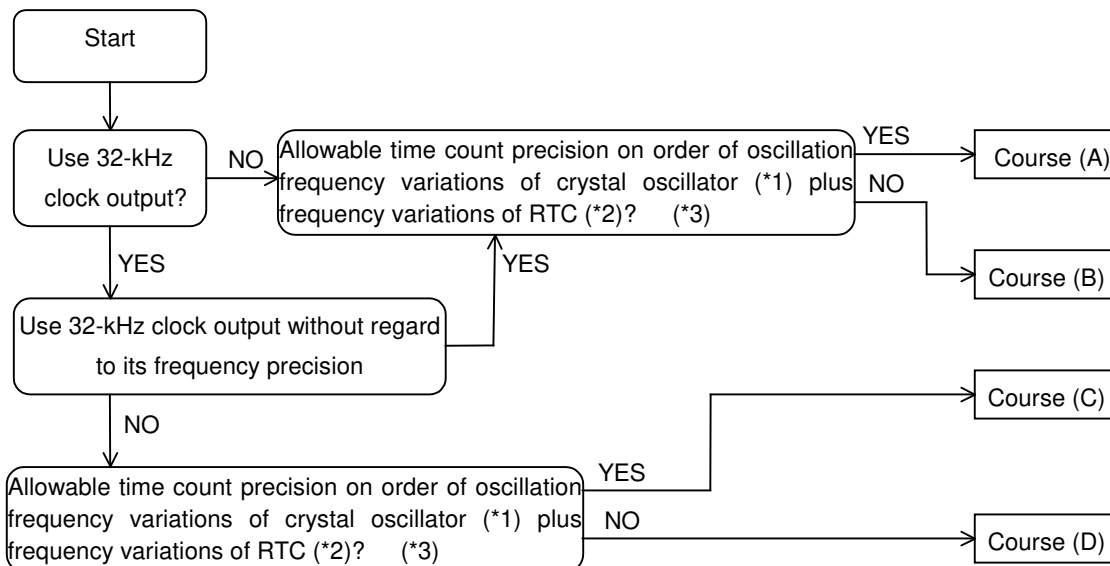 Start
Use 32-kHz
clock output?
NO
Allowable time count precision on order of oscillation
frequency variations of crystal oscillator (*1) plus
frequency variations of RTC (*2)? (*3)
YES
Course (A)
NO
Course (B)
YES
YES
Use 32-kHz clock output without regard
to its frequency precision
Course (C)
NO
Allowable time count precision on order of oscillation
frequency variations of crystal oscillator (*1) plus
frequency variations of RTC (*2)? (*3)
YES
NO
Course (D)